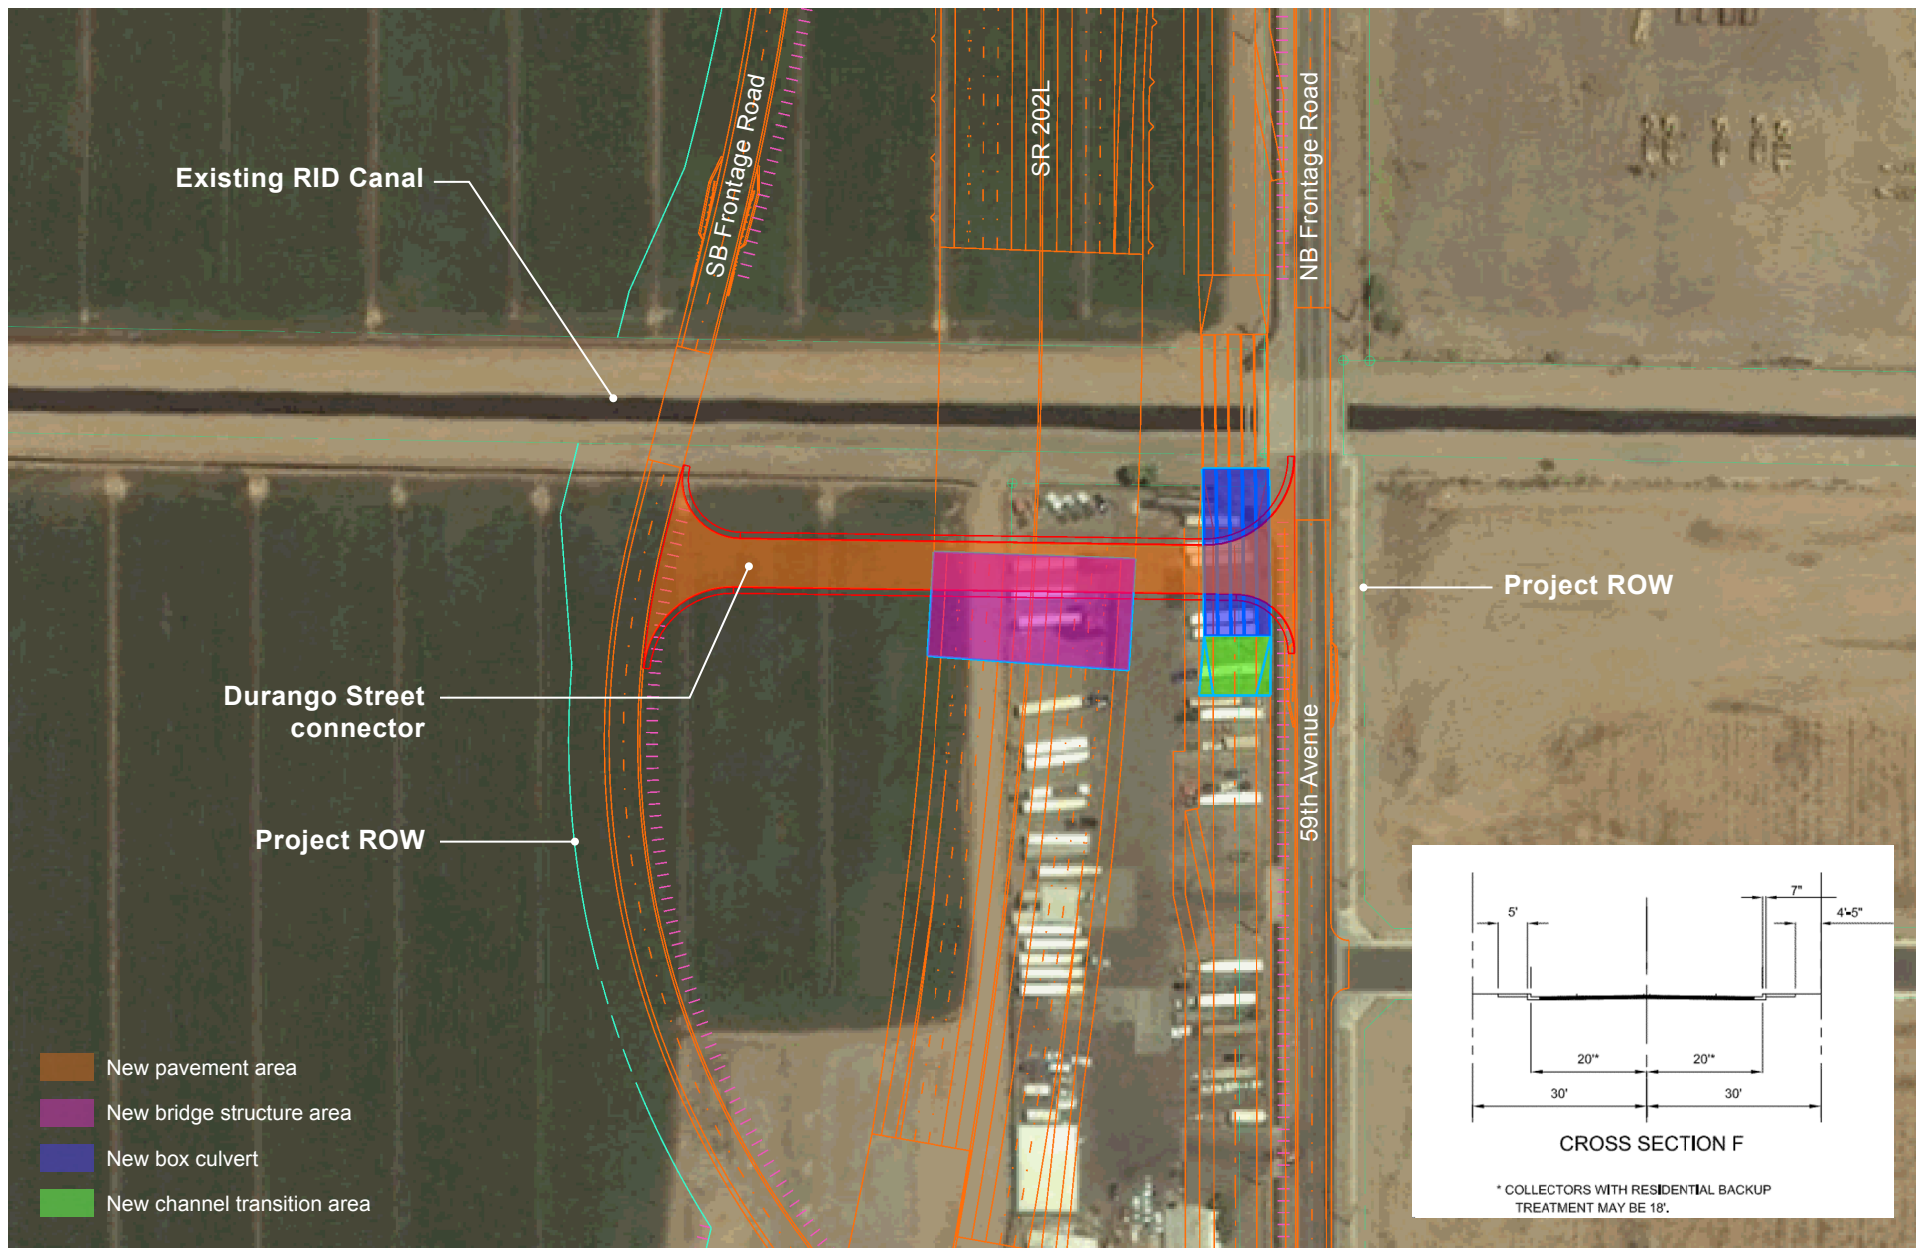 SB Frontage Road
SR 202L
NB Frontage Road
Existing RID Canal
Project ROW
Durango Street
connector
59th Avenue
Project ROW
New pavement area
New bridge structure area
New box culvert
New channel transition area
7"
5'
4'-5"
20'*
20'*
30'
30'
CROSS SECTION F
* COLLECTORS WITH RESIDENTIAL BACKUP
TREATMENT MAY BE 18'.